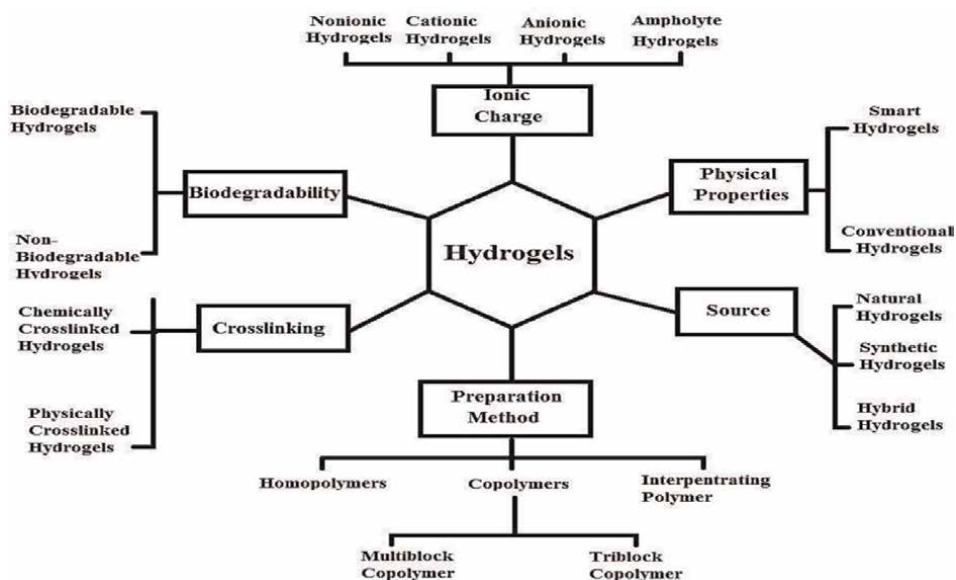 Nonionic
Hydrogels
Cationic
Hydrogels
Anionic
Hydrogels
Ampholyte
Hydrogels
Ionic
Charge
Biodegradable
Hydrogels
Biodegradability
Non-
Biodegradable
Hydrogels
Smart
Hydrogels
Physical
Properties
Conventional
Hydrogels
Hydrogels
Chemically
Crosslinked
Hydrogels
Crosslinking
Physically
Crosslinked
Hydrogels
Source
Natural
Hydrogels
Synthetic
Hydrogels
Hybrid
Hydrogels
Preparation
Method
Homopolymers
Copolymers
Interpentrating
Polymer
Multiblock
Copolymer
Triblock
Copolymer